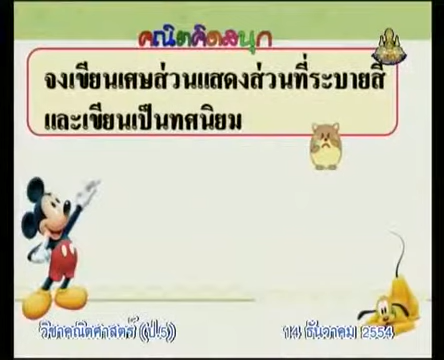 คณิตคิดสนุก
จงเขียนเศษส่วนแสดงส่วนที่ระบายสี
และเขียนเป็นทศนิยม
วิชาคณิตศาสตร์ (ป.5)
14 ธันวาคม 2554